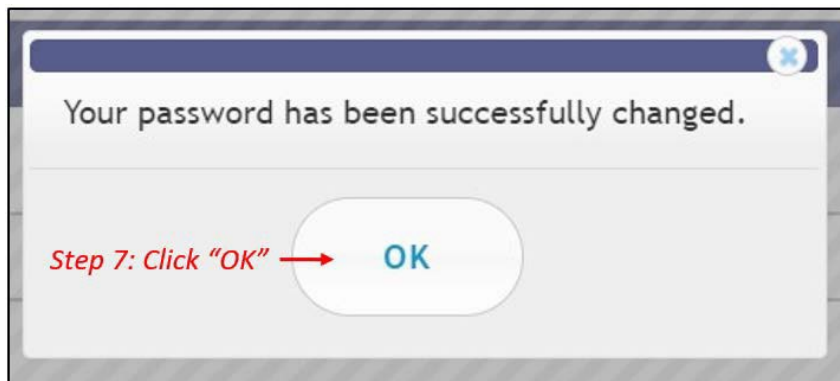 Your password has been successfully changed.
Step 7: Click “OK”
OK